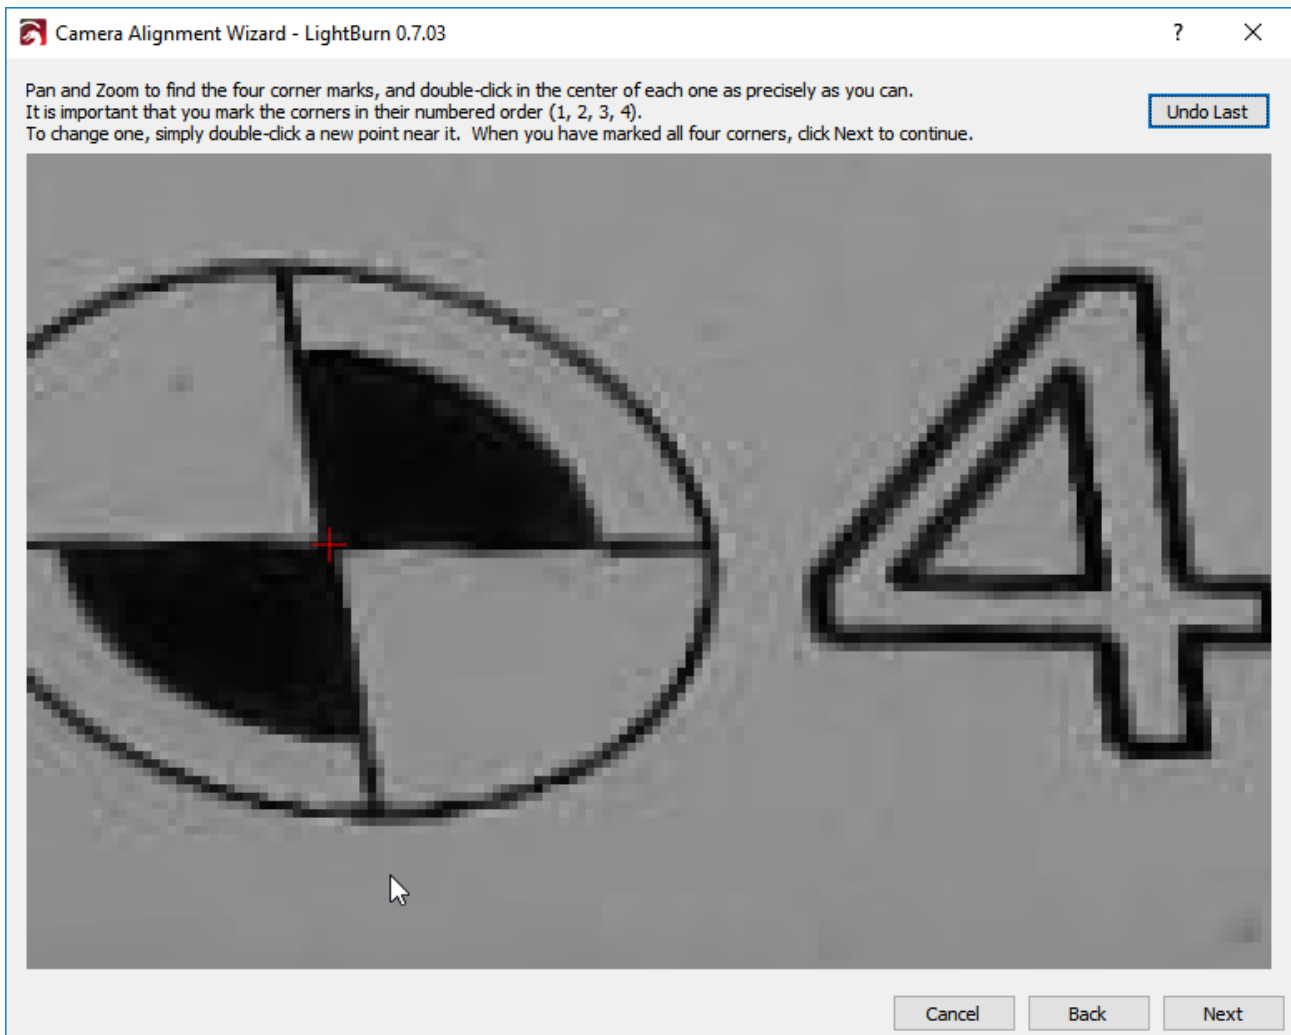 Camera Alignment Wizard - LightBurn 0.7.03
?
Pan and Zoom to find the four corner marks, and double-click in the center of each one as precisely as you can.
It is important that you mark the corners in their numbered order (1, 2, 3, 4).
To change one, simply double-click a new point near it.  When you have marked all four corners, click Next to continue.
Undo Last
4
Cancel
Back
Next